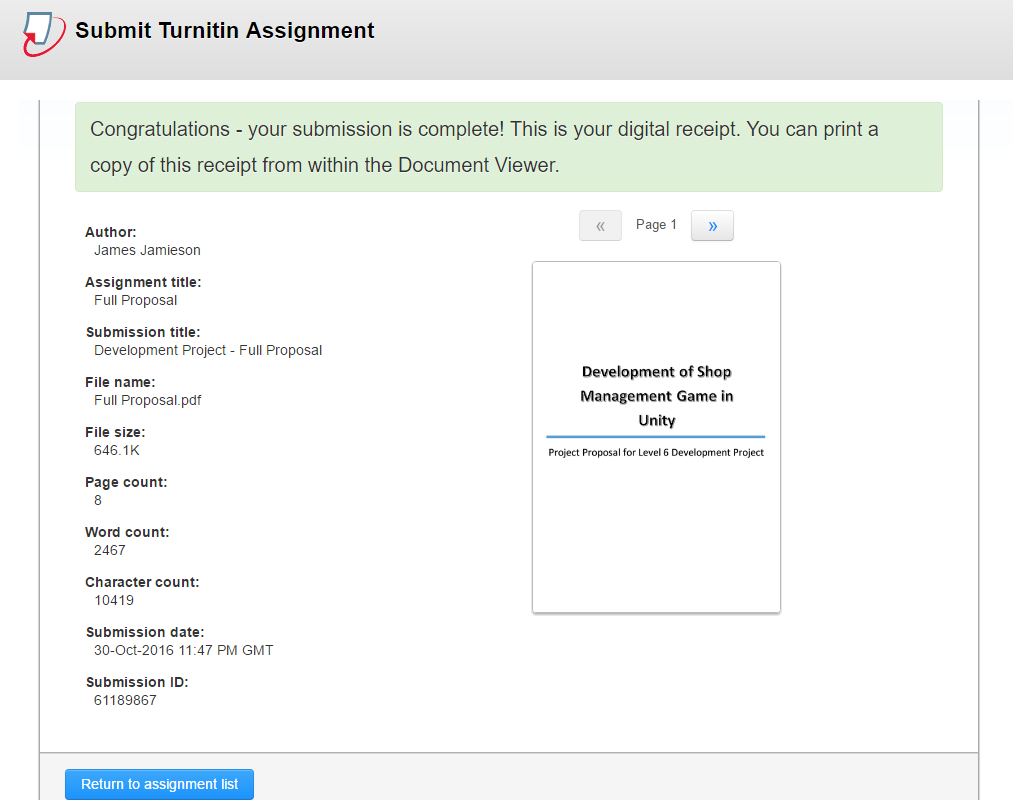 Submit Turnitin Assignment
Congratulations - your submission is complete! This is your digital receipt. You can print a
copy of this receipt from within the Document Viewer.
Author:
James Jamieson
Assignment title:
Full Proposal
Submission title:
Development Project - Full Proposal
File name:
Full Proposal.pdf
File size:
646.1K
Page count:
8
Word count:
2467
Character count:
10419
Submission date:
30-Oct-2016 11:47 PM GMT
Submission ID:
61189867
« Page 1 »
Development of Shop
Management Game in
Unity
Project Proposal for Level 6 Development Project
Return to assignment list